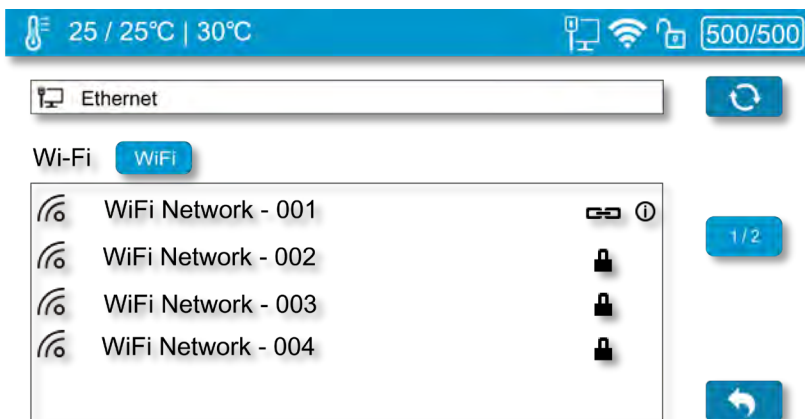 25 / 25°C | 30°C 500/500
Ethernet
Wi-Fi WiFi
WiFi Network - 001
WiFi Network - 002
1/2
WiFi Network - 003
WiFi Network - 004